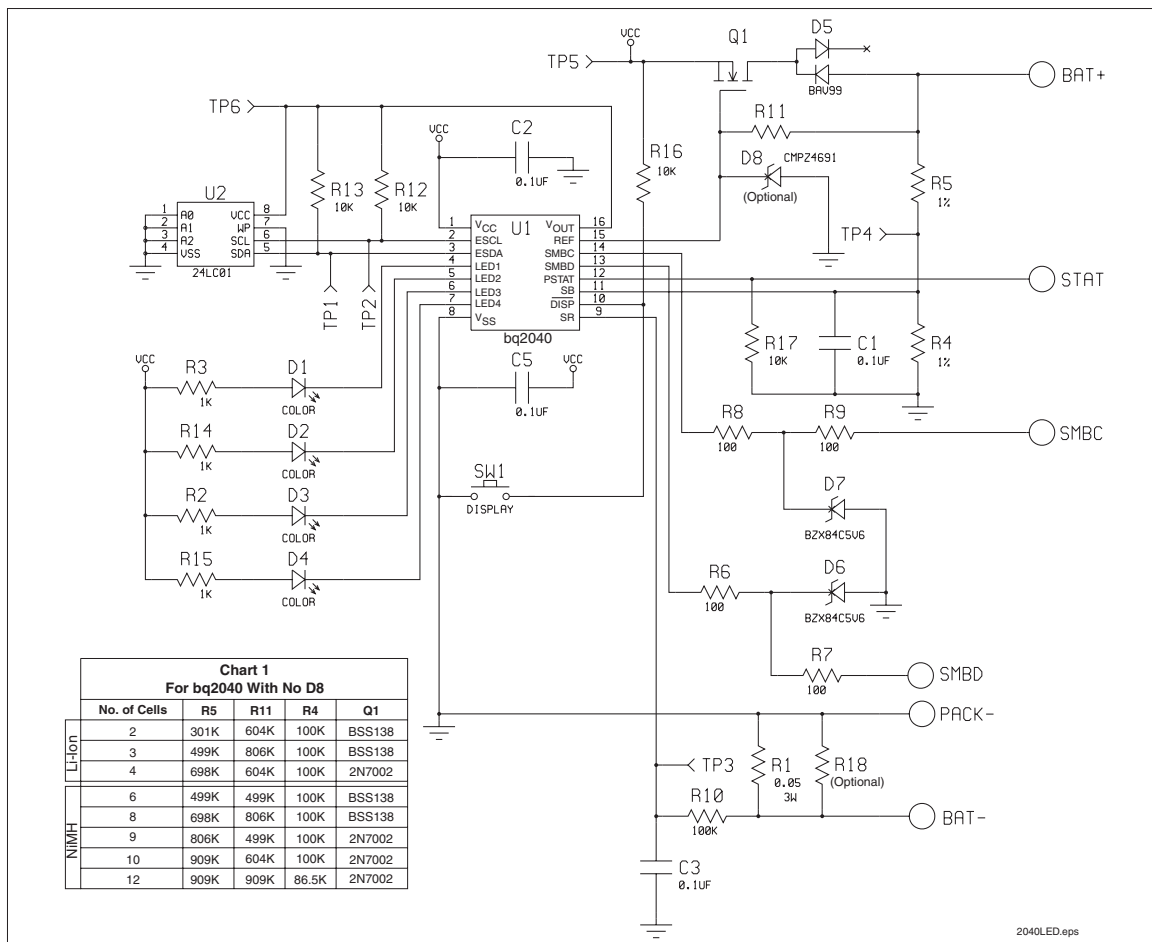 VCC
TP5
Q1
D5
BAV99
BAT+
TP6
VCC
C2
0.1UF
R16
10K
R11
D8
CMPZ4691
(Optional)
R5
1%
TP4
U2
1 A0 VCC 8
2 A1 WP 7
3 A2 SCL 6
4 VSS SDA 5
24LC01
R13
10K
R12
10K
TP1
TP2
U1
1 VCC VOUT 16
2 ESCL REF 15
3 ESDA SMBC 14
4 LED1 SMBD 13
5 LED2 PSTAT 12
6 LED3 SB 11
7 LED4 DISP 10
8 VSS SR 9
bq2040
STAT
R17
10K
C1
0.1UF
R4
1%
C5
VCC
0.1UF
VCC
R3
1K
D1
COLOR
R14
1K
D2
COLOR
R2
1K
D3
COLOR
R15
1K
D4
COLOR
SW1
DISPLAY
R8
100
R9
100
SMBC
D7
BZX84C5V6
R6
100
D6
BZX84C5V6
R7
100
SMBD
PACK-
TP3
R1
0.05
3W
R18
(Optional)
R10
100K
BAT-
C3
0.1UF
Chart 1
For bq2040 With No D8
No. of Cells R5 R11 R4 Q1
Li-Ion
2 301K 604K 100K BSS138
3 499K 806K 100K BSS138
4 698K 604K 100K 2N7002
NiMH
6 499K 499K 100K BSS138
8 698K 806K 100K BSS138
9 806K 499K 100K 2N7002
10 909K 604K 100K 2N7002
12 909K 909K 86.5K 2N7002
2040LED.eps